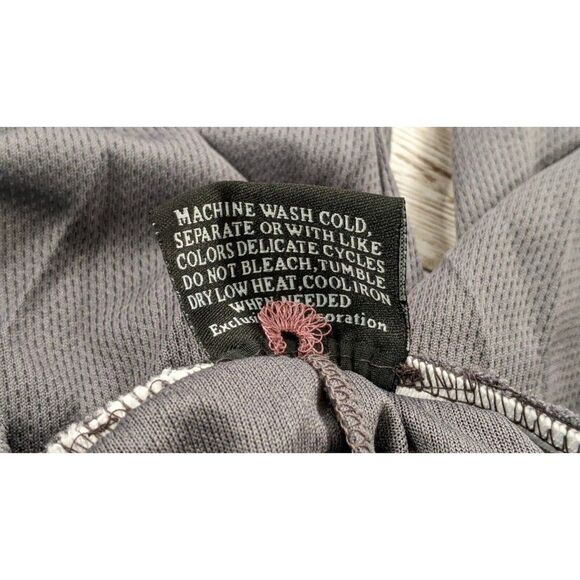 MACHINE WASH COLD,
SEPARATE OR WITH LIKE
COLORS DELICATE CYCLES
DO NOT BLEACH,TUMBLE
DRY LOW HEAT,COOL IRON
WHEN NEEDED